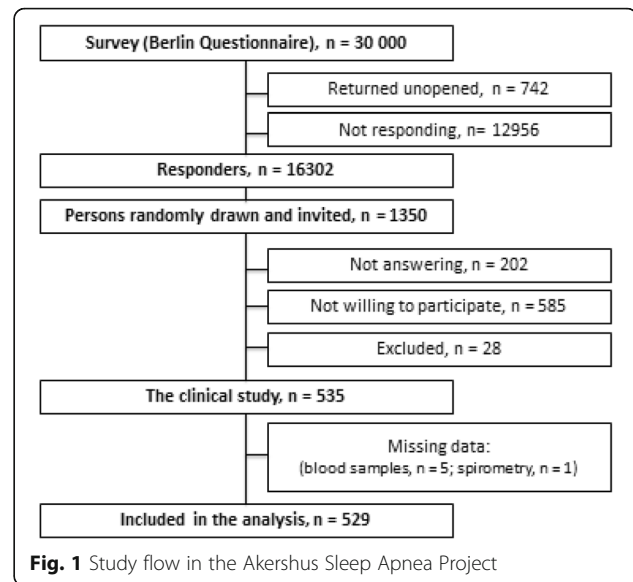 Survey (Berlin Questionnaire), n = 30 000
Returned unopened, n = 742
Not responding, n= 12956
Responders, n = 16302
Persons randomly drawn and invited, n = 1350
Not answering, n = 202
Not willing to participate, n = 585
Excluded, n = 28
The clinical study, n = 535
Missing data:
(blood samples, n = 5; spirometry, n = 1)
Included in the analysis, n = 529
Fig. 1 Study flow in the Akershus Sleep Apnea Project